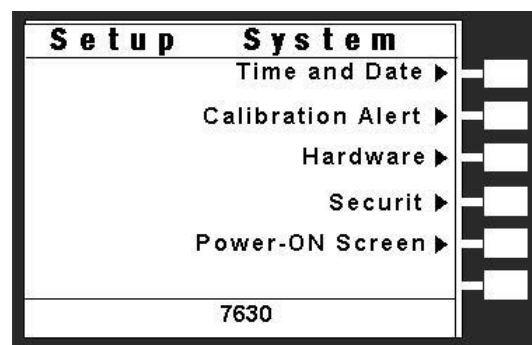 Setup System
Time and Date ▶
Calibration Alert ▶
Hardware ▶
Securit ▶
Power-ON Screen ▶
7630